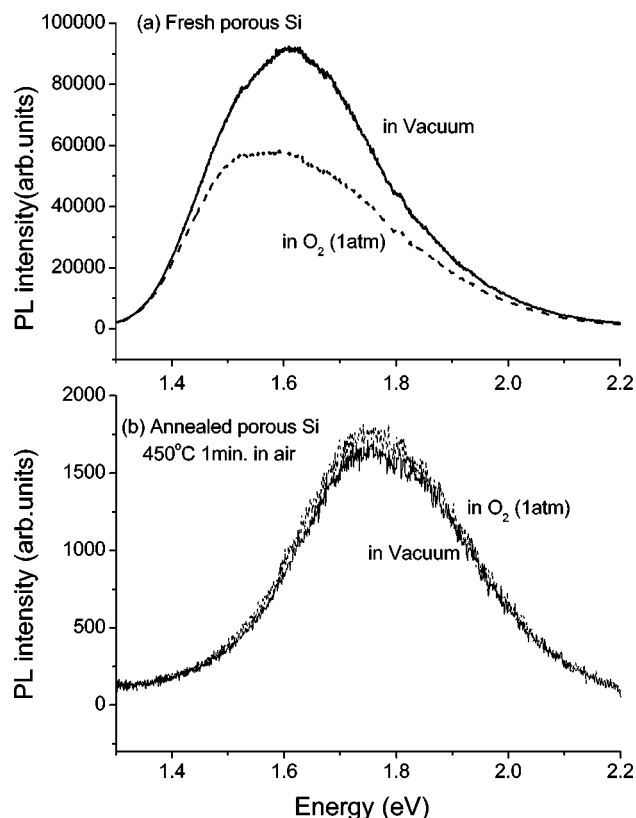 (a) Fresh porous Si
100000
80000
60000
40000
20000
0
PL intensity(arb.units)
in Vacuum
in O₂ (1atm)
1.4 1.6 1.8 2.0 2.2
(b) Annealed porous Si
450°C 1min. in air
2000
1500
1000
500
0
PL intensity (arb.units)
in O₂ (1atm)
in Vacuum
1.4 1.6 1.8 2.0 2.2
Energy (eV)